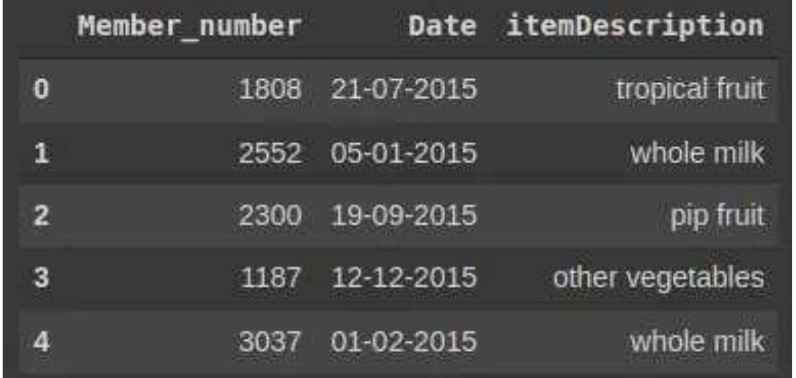 Member_number Date itemDescription
0 1808 21-07-2015 tropical fruit
1 2552 05-01-2015 whole milk
2 2300 19-09-2015 pip fruit
3 1187 12-12-2015 other vegetables
4 3037 01-02-2015 whole milk